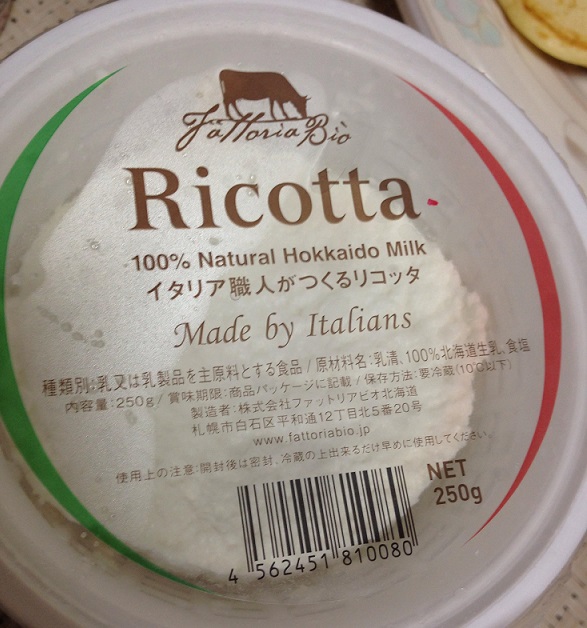 Fattoria Biò
Ricotta
100% Natural Hokkaido Milk
イタリア職人がつくるリコッタ
Made by Italians
種類別:乳又は乳製品を主原料とする食品 / 原材料名:乳清、100%北海道生乳、食塩
内容量:250g / 賞味期限:商品パッケージに記載 / 保存方法:要冷蔵(10℃以下)
製造者:株式会社ファットリアビオ北海道
札幌市白石区平和通12丁目北5番20号
www.fattoriabio.jp
使用上の注意:開封後は密封、冷蔵の上出来るだけ早めに使用してください。
NET
250g
4 562451 810080